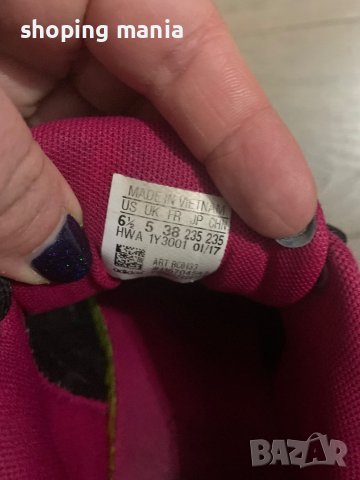 shoping mania
MADE IN VIETNAM
US UK FR JP CHN
6½ 5 38 235 235
HWA 1Y3001 01/17
BAZAR